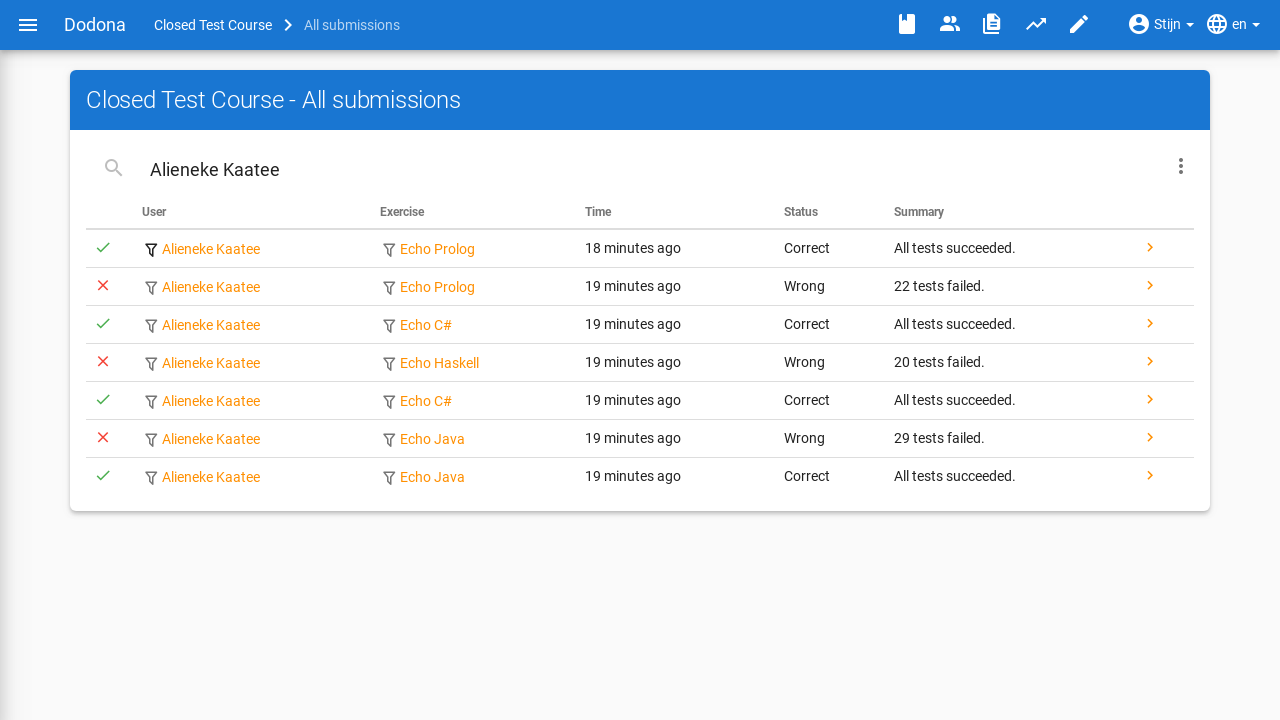 Dodona Closed Test Course All submissions Stijn en
Closed Test Course - All submissions
Alieneke Kaatee
User Exercise Time Status Summary
Alieneke Kaatee Echo Prolog 18 minutes ago Correct All tests succeeded.
Alieneke Kaatee Echo Prolog 19 minutes ago Wrong 22 tests failed.
Alieneke Kaatee Echo C# 19 minutes ago Correct All tests succeeded.
Alieneke Kaatee Echo Haskell 19 minutes ago Wrong 20 tests failed.
Alieneke Kaatee Echo C# 19 minutes ago Correct All tests succeeded.
Alieneke Kaatee Echo Java 19 minutes ago Wrong 29 tests failed.
Alieneke Kaatee Echo Java 19 minutes ago Correct All tests succeeded.